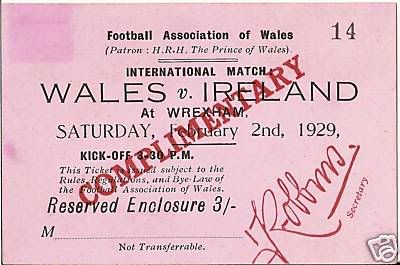 Football Association of Wales
(Patron : H.R.H. The Prince of Wales).
14
INTERNATIONAL MATCH.
WALES v. IRELAND
At WREXHAM,
SATURDAY, February 2nd, 1929,
KICK-OFF 3-30 P.M.
This Ticket is issued subject to the
Rules, Regulations, and Bye-Law of
the Football Association of Wales.
Reserved Enclosure 3/-
COMPLIMENTARY
M
Not Transferrable.
Robbins.
Secretary
ebay